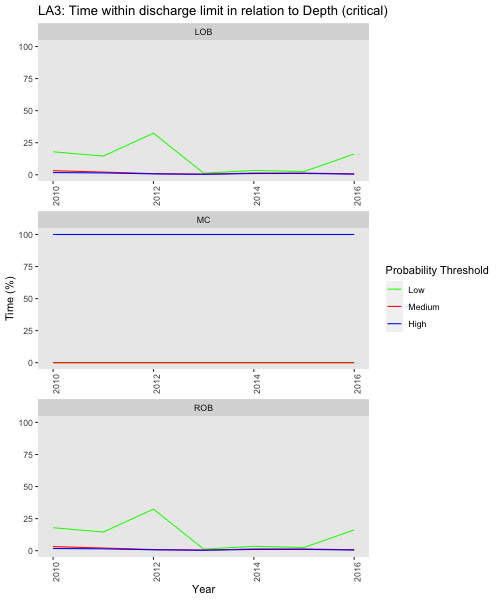 LA3: Time within discharge limit in relation to Depth (critical)
LOB
100
75
50
25
0
2010
2012
2014
2016
MC
100
75
50
25
0
2010
2012
2014
2016
ROB
100
75
50
25
0
2010
2012
2014
2016
Time (%)
Year
Probability Threshold
Low
Medium
High